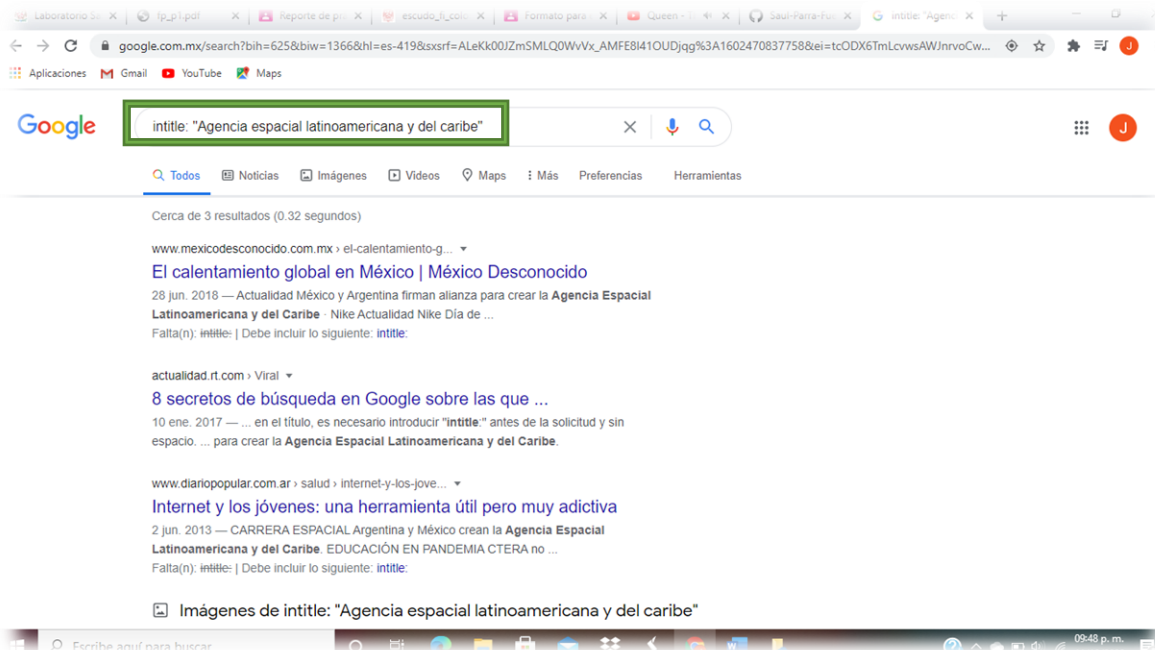 Laboratorio Sa
fp_p1.pdf
Reporte de pr
escudo_fi_colo
Formato para
Queen - T
Saul-Parra-Fu
intitle: "Agenc
google.com.mx/search?bih=625&biw=1366&hl=es-419&sxsrf=ALeKk00JZmSMLQ0WvVx_AMFE8l41OUDjqg%3A1602470837758&ei=tcODX6TmLcvwsAWJnrvoCw...
J
Aplicaciones
Gmail
YouTube
Maps
Google
intitle: "Agencia espacial latinoamericana y del caribe"
J
Todos
Noticias
Imágenes
Videos
Maps
Más
Preferencias
Herramientas
Cerca de 3 resultados (0.32 segundos)
www.mexicodesconocido.com.mx › el-calentamiento-g...
El calentamiento global en México | México Desconocido
28 jun. 2018 — Actualidad México y Argentina firman alianza para crear la Agencia Espacial
Latinoamericana y del Caribe · Nike Actualidad Nike Día de ...
Falta(n): intitle: | Debe incluir lo siguiente: intitle:
actualidad.rt.com › Viral
8 secretos de búsqueda en Google sobre las que ...
10 ene. 2017 — ... en el título, es necesario introducir "intitle:" antes de la solicitud y sin
espacio. ... para crear la Agencia Espacial Latinoamericana y del Caribe.
www.diariopopular.com.ar › salud › internet-y-los-jove...
Internet y los jóvenes: una herramienta útil pero muy adictiva
2 jun. 2013 — CARRERA ESPACIAL Argentina y México crean la Agencia Espacial
Latinoamericana y del Caribe. EDUCACIÓN EN PANDEMIA CTERA no ...
Falta(n): intitle: | Debe incluir lo siguiente: intitle:
Imágenes de intitle: "Agencia espacial latinoamericana y del caribe"
Escribe aquí para buscar
09:48 p. m.